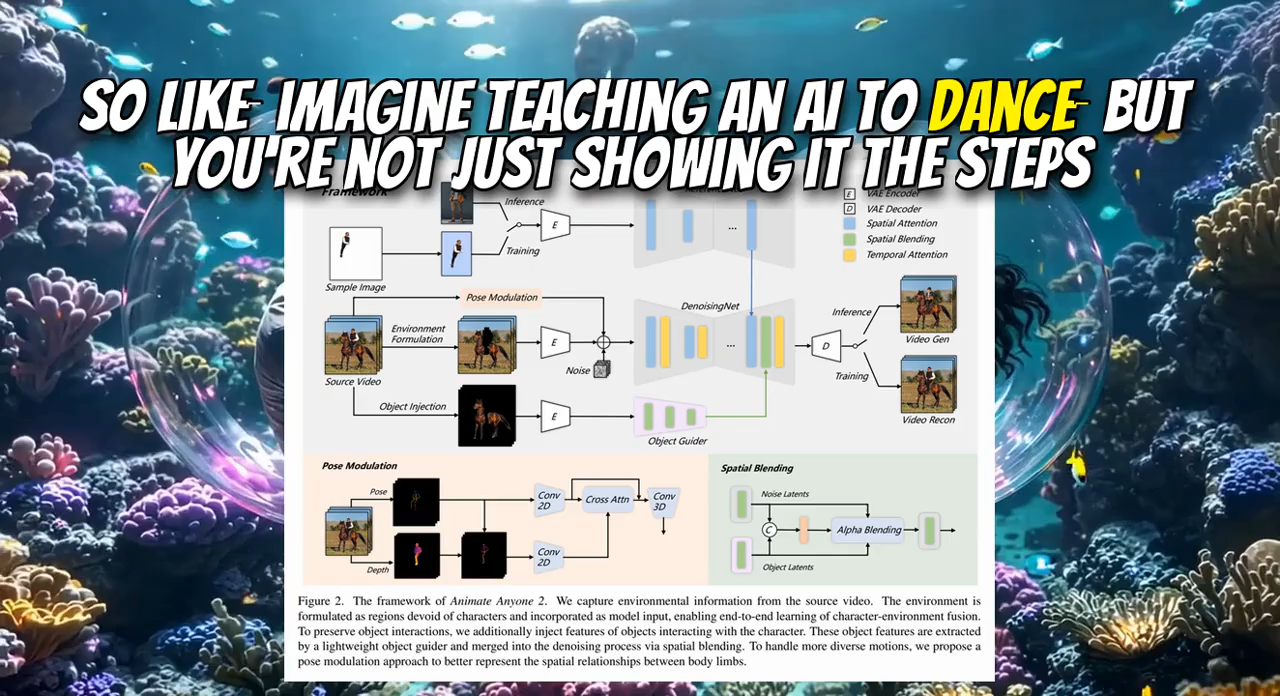 SO LIKE- IMAGINE TEACHING AN AI TO DANCE- BUT
YOU'RE NOT JUST SHOWING IT THE STEPS
Framework
Inference
E
Training
Sample Image
...
E VAE Encoder
D VAE Decoder
Spatial Attention
Spatial Blending
Temporal Attention
Pose Modulation
Source Video
Environment
Formulation
E
Noise
DenoisingNet
...
D
Inference
Training
Video Gen
Video Recon
Object Injection
E
Object Guider
Pose Modulation
Pose
Depth
Conv
2D
Cross Attn
Conv
3D
Conv
2D
Spatial Blending
Noise Latents
C
Alpha Blending
Object Latents
Figure 2. The framework of Animate Anyone 2. We capture environmental information from the source video. The environment is
formulated as regions devoid of characters and incorporated as model input, enabling end-to-end learning of character-environment fusion.
To preserve object interactions, we additionally inject features of objects interacting with the character. These object features are extracted
by a lightweight object guider and merged into the denoising process via spatial blending. To handle more diverse motions, we propose a
pose modulation approach to better represent the spatial relationships between body limbs.